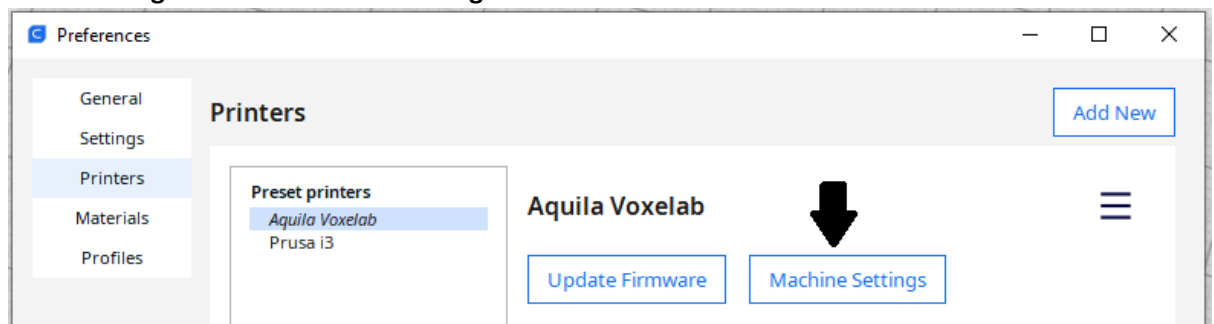 Preferences
General
Settings
Printers
Materials
Profiles
Printers
Add New
Preset printers
Aquila Voxelab
Prusa i3
Aquila Voxelab
Update Firmware
Machine Settings